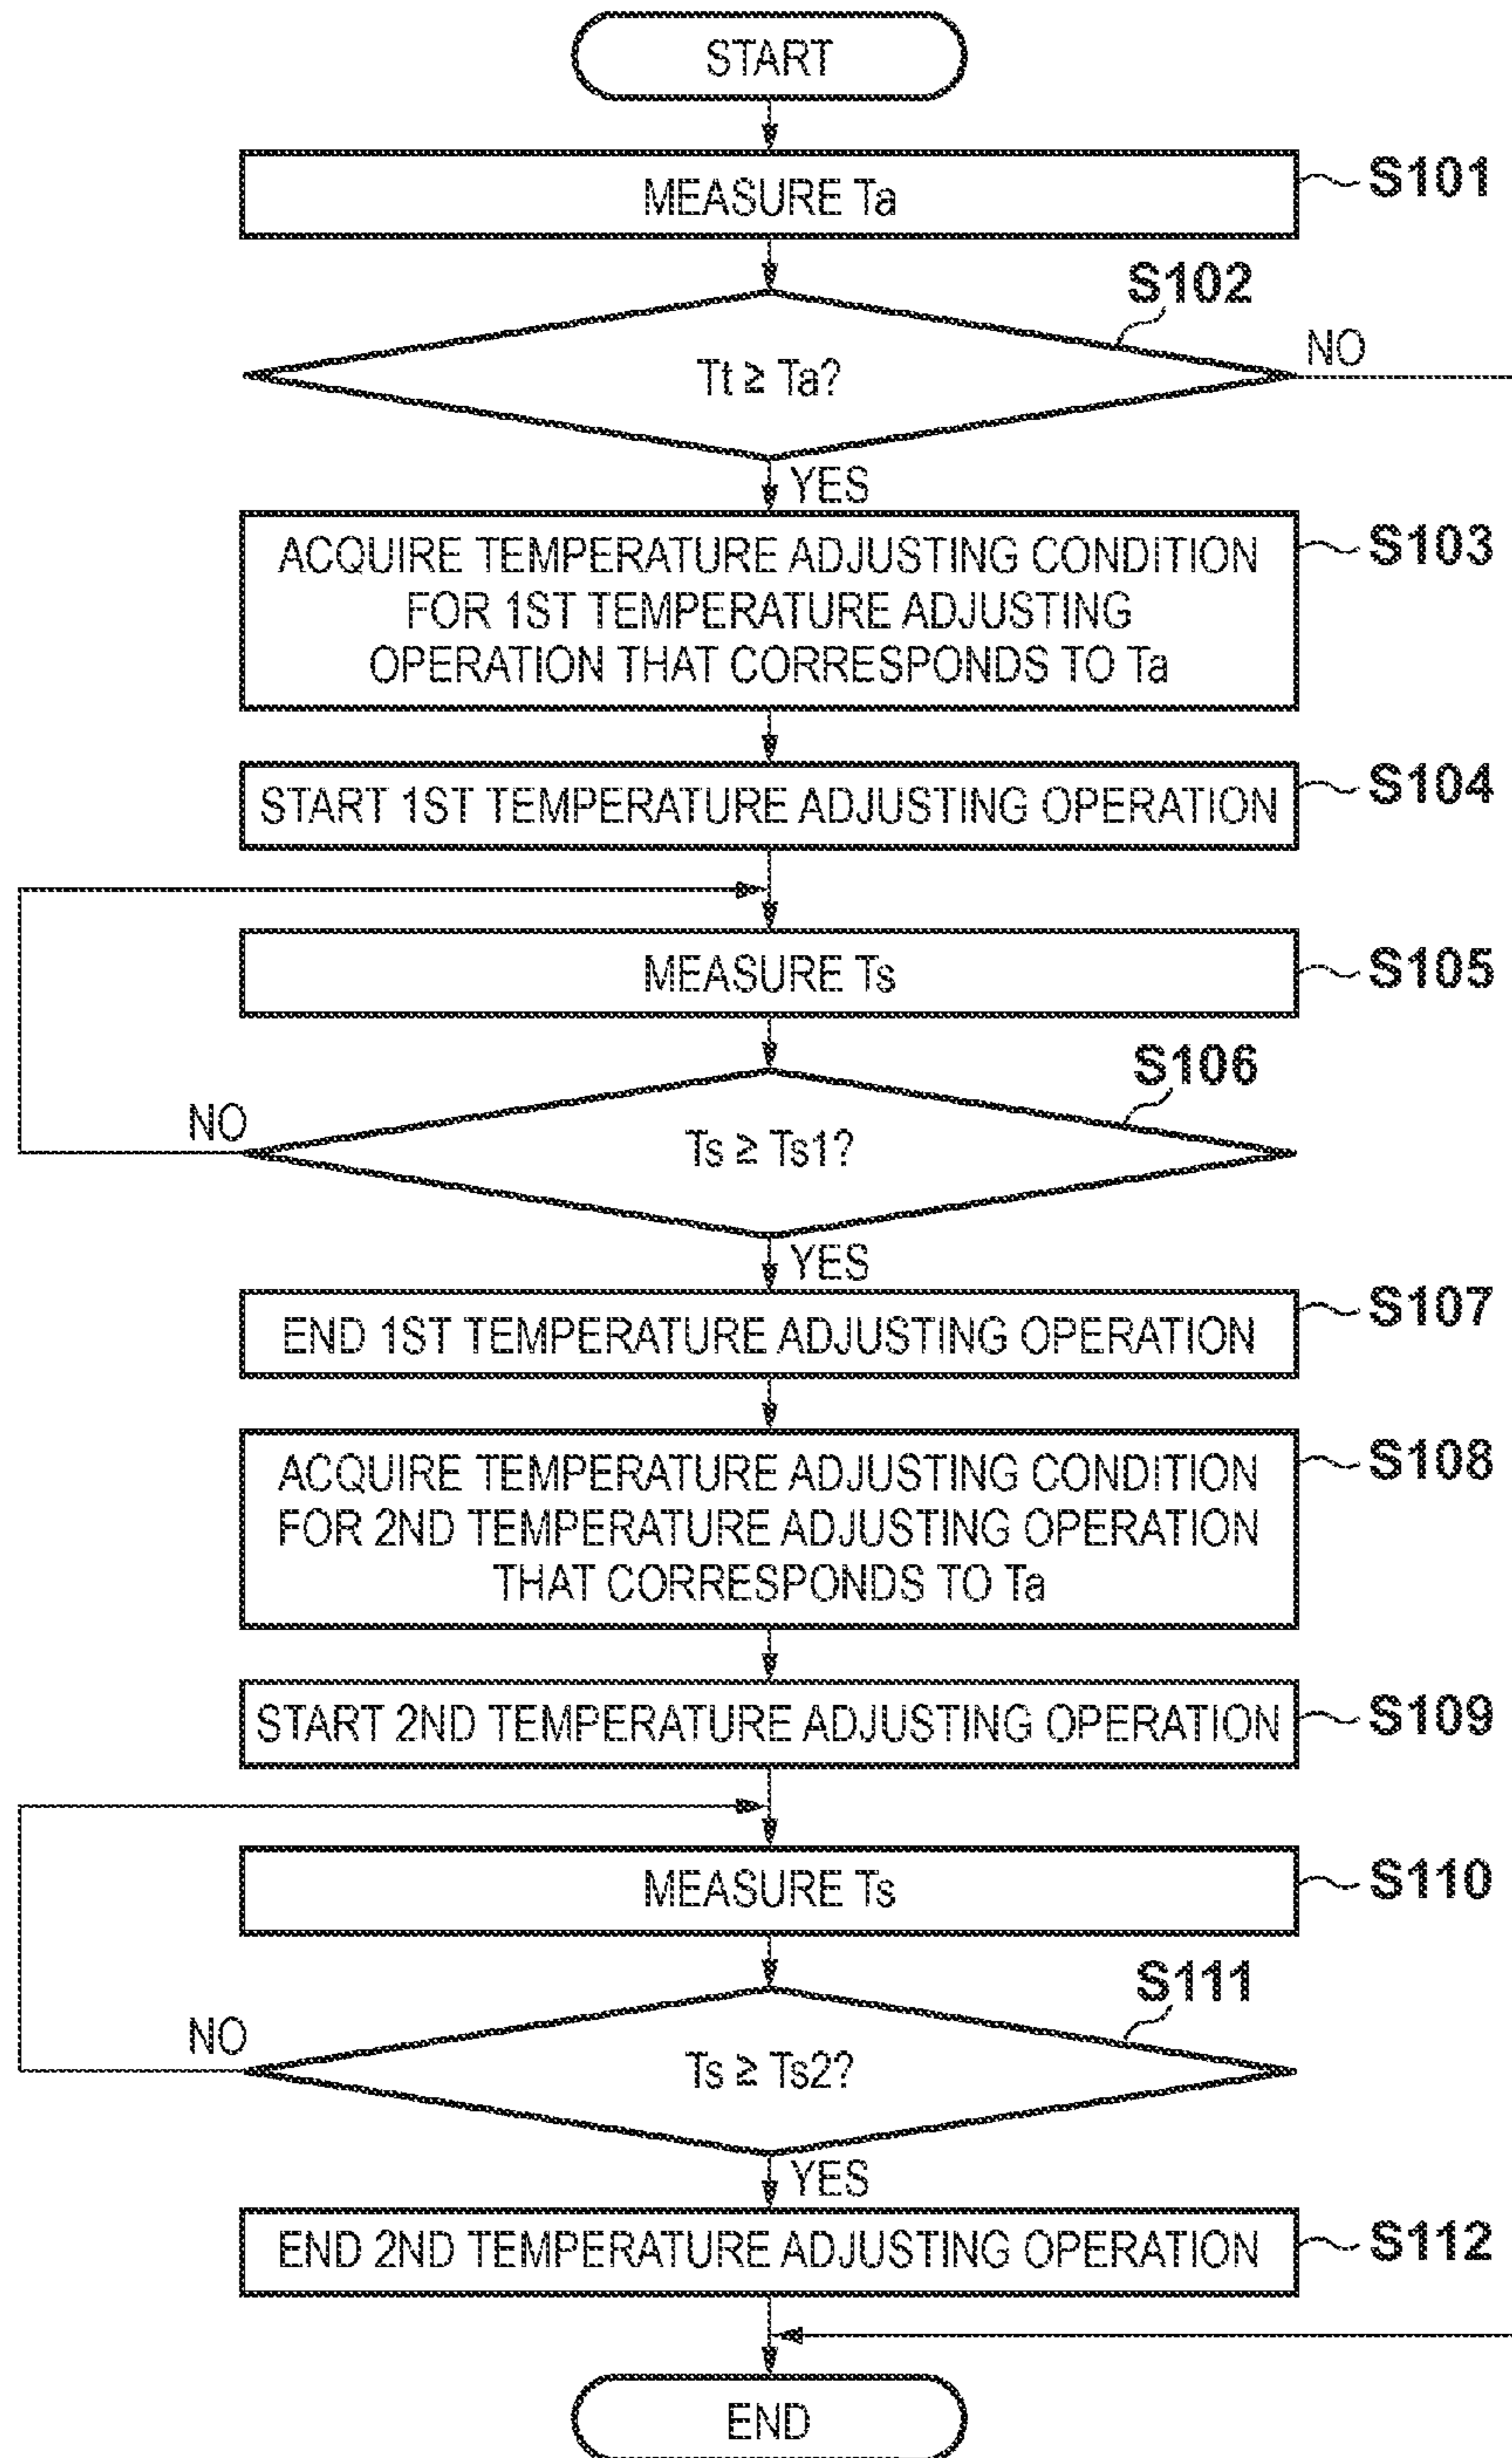 START
MEASURE Ta
S101
S102
Tt ≥ Ta?
NO
YES
ACQUIRE TEMPERATURE ADJUSTING CONDITION
FOR 1ST TEMPERATURE ADJUSTING
OPERATION THAT CORRESPONDS TO Ta
S103
START 1ST TEMPERATURE ADJUSTING OPERATION
S104
MEASURE Ts
S105
S106
NO
Ts ≥ Ts1?
YES
END 1ST TEMPERATURE ADJUSTING OPERATION
S107
ACQUIRE TEMPERATURE ADJUSTING CONDITION
FOR 2ND TEMPERATURE ADJUSTING OPERATION
THAT CORRESPONDS TO Ta
S108
START 2ND TEMPERATURE ADJUSTING OPERATION
S109
MEASURE Ts
S110
S111
NO
Ts ≥ Ts2?
YES
END 2ND TEMPERATURE ADJUSTING OPERATION
S112
END